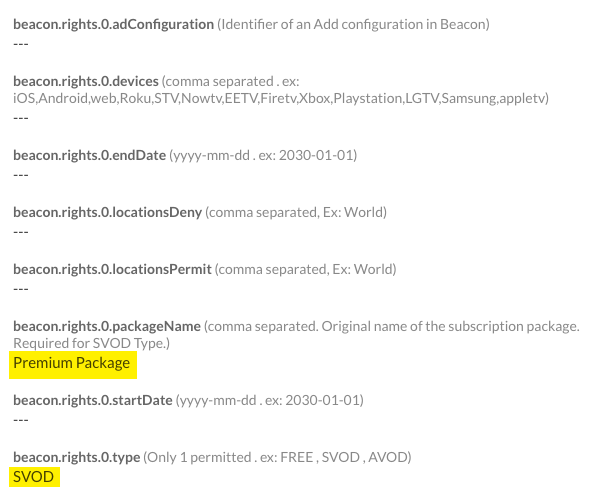 beacon.rights.0.adConfiguration (Identifier of an Add configuration in Beacon)
---
beacon.rights.0.devices (comma separated . ex:
iOS,Android,web,Roku,STV,Nowtv,EETV,Firetv,Xbox,Playstation,LGTV,Samsung,appletv)
---
beacon.rights.0.endDate (yyyy-mm-dd . ex: 2030-01-01)
---
beacon.rights.0.locationsDeny (comma separated, Ex: World)
---
beacon.rights.0.locationsPermit (comma separated, Ex: World)
---
beacon.rights.0.packageName (comma separated. Original name of the subscription package.
Required for SVOD Type.)
Premium Package
beacon.rights.0.startDate (yyyy-mm-dd . ex: 2030-01-01)
---
beacon.rights.0.type (Only 1 permitted . ex: FREE , SVOD , AVOD)
SVOD